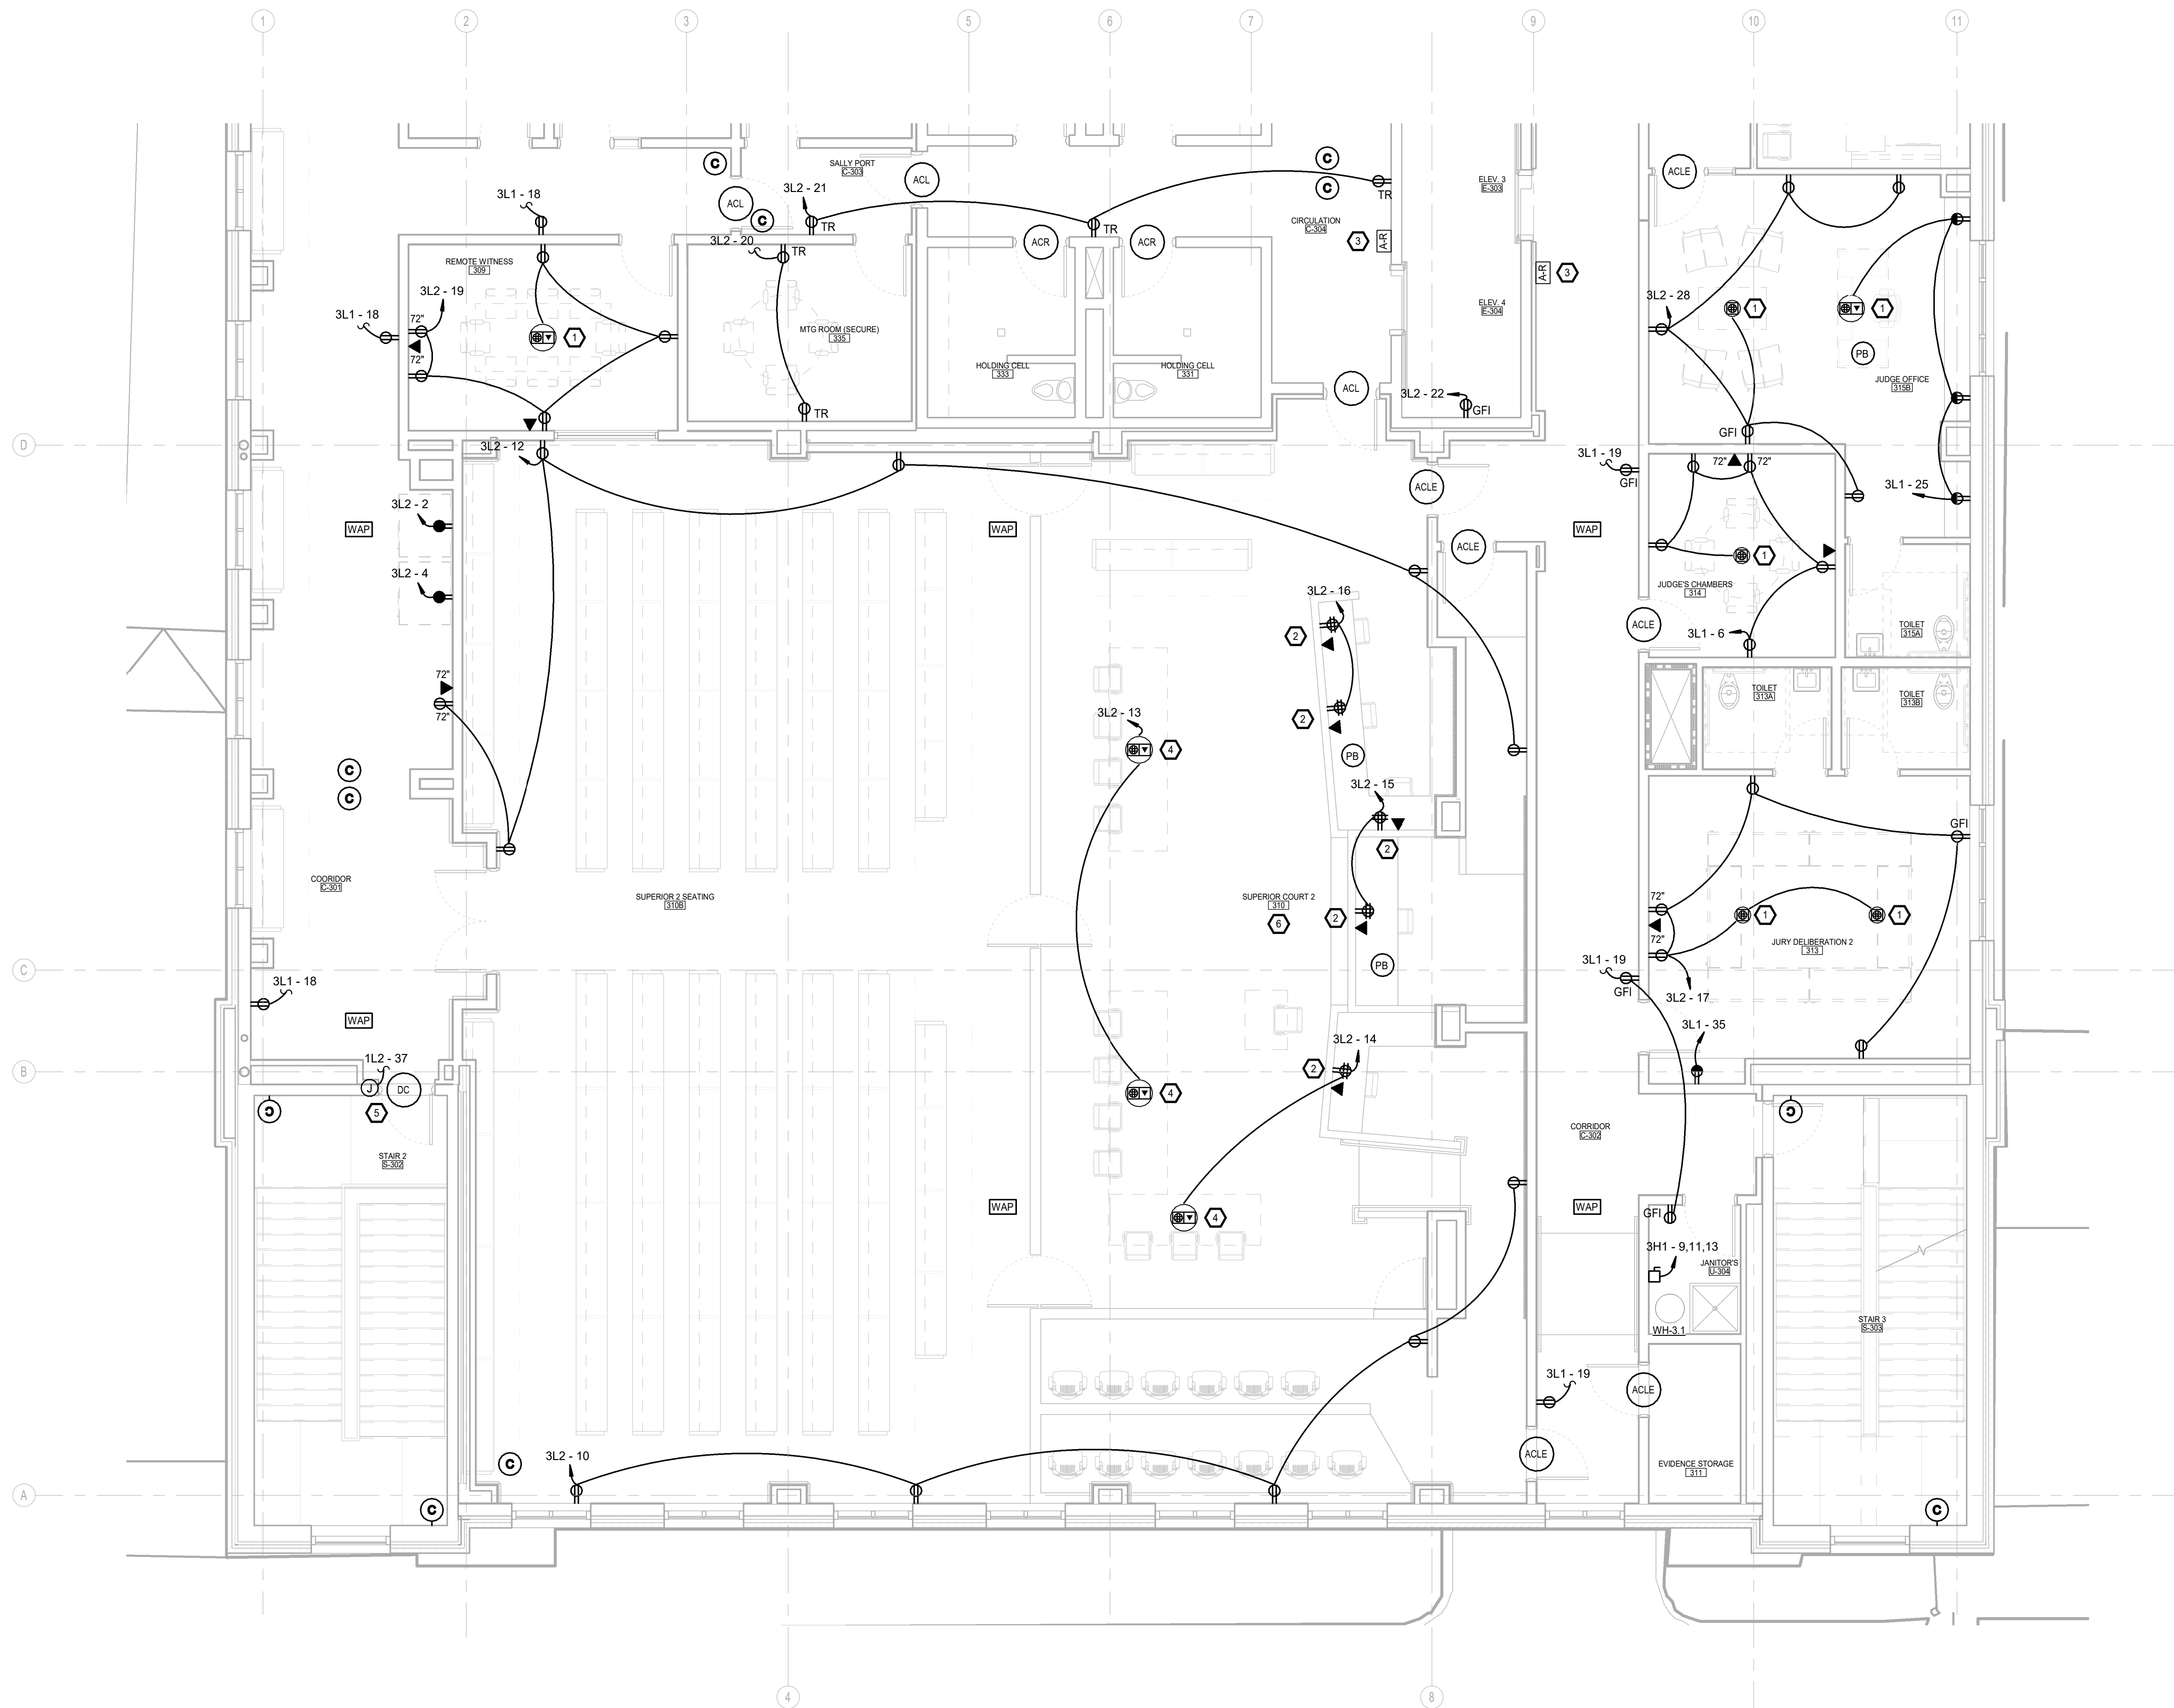 1
2
3
5
6
7
9
10
11
C
SALLY PORT
C-303
ACL
3L2 - 21
3L1 - 18
ACL
C
TR
TR
3L2 - 20
TR
C
C
TR
CIRCULATION
C-304
3
A-R
ELEV. 3
E-303
ACLE
REMOTE WITNESS
309
ACR
ACR
A-R
3
3L2 - 19
3L1 - 18
72"
72"
1
MTG ROOM (SECURE)
335
TR
HOLDING CELL
333
HOLDING CELL
331
ACL
ELEV. 4
E-304
3L2 - 22
GFI
3L2 - 28
1
1
PB
JUDGE OFFICE
315B
D
3L2 - 12
GFI
3L1 - 19
GFI
72"
72"
3L1 - 25
ACLE
3L2 - 2
WAP
WAP
WAP
ACLE
1
3L2 - 4
JUDGE'S CHAMBERS
314
3L2 - 16
2
ACLE
3L1 - 6
TOILET
315A
72"
72"
TOILET
313A
TOILET
313B
3L2 - 13
4
2
PB
C
C
3L2 - 15
2
GFI
COORIDOR
C-301
SUPERIOR 2 SEATING
310B
SUPERIOR COURT 2
310
6
2
72"
72"
1
1
JURY DELIBERATION 2
313
C
PB
3L1 - 19
GFI
3L2 - 17
3L1 - 18
WAP
3L1 - 35
1L2 - 37
B
J
DC
5
C
3L2 - 14
2
4
C
CORRIDOR
C-302
STAIR 2
S-302
WAP
4
WAP
GFI
3H1 - 9,11,13
JANITOR'S
U-304
WH-3.1
STAIR 3
S-303
3L1 - 19
ACLE
3L2 - 10
C
ACLE
EVIDENCE STORAGE
311
A
C
C
4
8